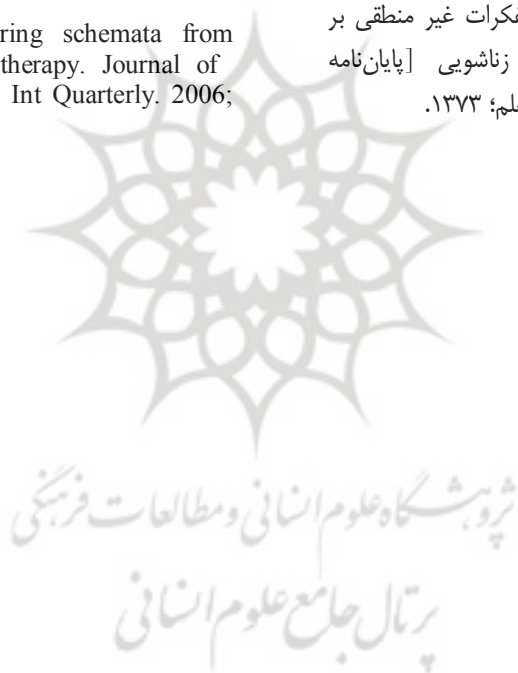 ring schemata from
therapy. Journal of
Int Quarterly. 2006;
فکرات غیر منطقی بر
زناشویی [پایان‌نامه
لم؛ ۱۳۷۳.
پژوهشگاه علوم انسانی و مطالعات فرهنگی
پرتال جامع علوم انسانی